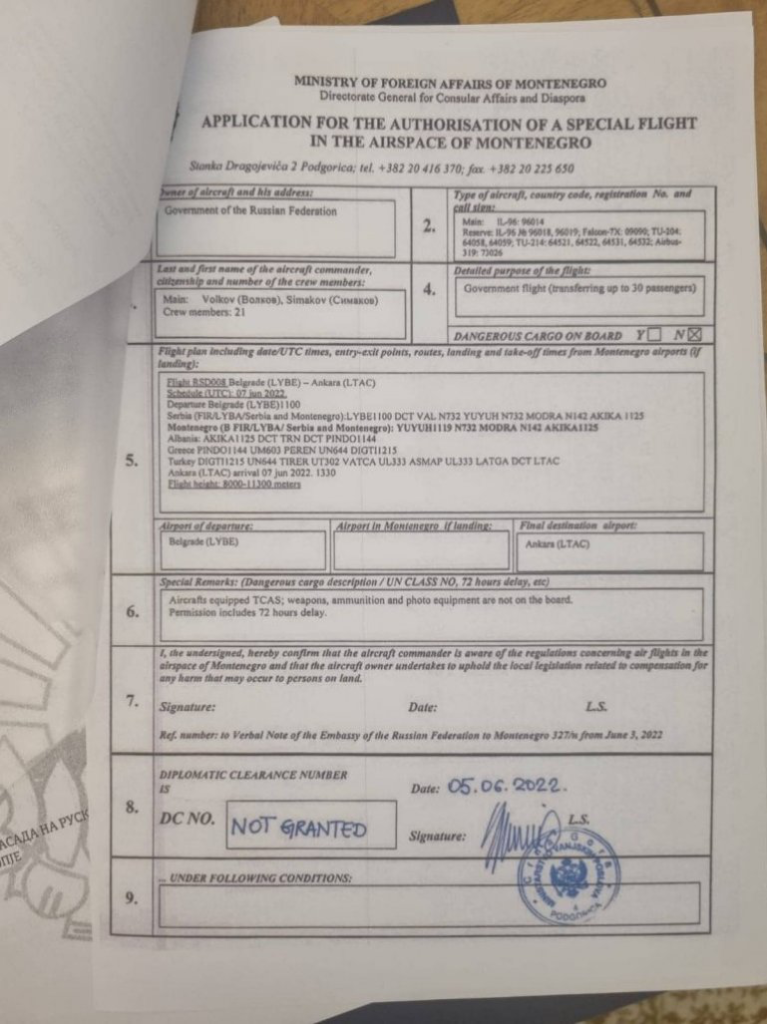 MINISTRY OF FOREIGN AFFAIRS OF MONTENEGRO
Directorate General for Consular Affairs and Diaspora
APPLICATION FOR THE AUTHORISATION OF A SPECIAL FLIGHT
IN THE AIRSPACE OF MONTENEGRO
Stanka Dragojevića 2 Podgorica; tel. +382 20 416 370; fax. +382 20 225 650
Owner of aircraft and his address:
Government of the Russian Federation
2.
Type of aircraft, country code, registration No. and
call sign:
Main: IL-96: 96014
Reserve: IL-96 № 96018, 96019; Falcon-7X: 09090; TU-204:
64058, 64059; TU-214: 64521, 64522, 64531, 64532; Airbus-
319: 73026
Last and first name of the aircraft commander,
citizenship and number of the crew members:
Main: Volkov (Волков), Simakov (Симаков)
Crew members: 21
4.
Detailed purpose of the flight:
Government flight (transferring up to 30 passengers)
DANGEROUS CARGO ON BOARD Y☐ N☒
5.
Flight plan including date/UTC times, entry-exit points, routes, landing and take-off times from Montenegro airports (if
landing):
Flight RSD008 Belgrade (LYBE) – Ankara (LTAC)
Schedule (UTC): 07 jun 2022.
Departure Belgrade (LYBE)1100
Serbia (FIR/LYBA/Serbia and Montenegro):LYBE1100 DCT VAL N732 YUYUH N732 MODRA N142 AKIKA 1125
Montenegro (B FIR/LYBA/ Serbia and Montenegro): YUYUH1119 N732 MODRA N142 AKIKA1125
Albania: AKIKA1125 DCT TRN DCT PINDO1144
Greece PINDO1144 UM603 PEREN UN644 DIGTI1215
Turkey DIGTI1215 UN644 TIRER UT302 VATCA UL333 ASMAP UL333 LATGA DCT LTAC
Ankara (LTAC) arrival 07 jun 2022. 1330
Flight height: 8000-11300 meters
Airport of departure:
Belgrade (LYBE)
Airport in Montenegro if landing:
Final destination airport:
Ankara (LTAC)
6.
Special Remarks: (Dangerous cargo description / UN CLASS NO, 72 hours delay, etc)
Aircrafts equipped TCAS; weapons, ammunition and photo equipment are not on the board.
Permission includes 72 hours delay.
7.
I, the undersigned, hereby confirm that the aircraft commander is aware of the regulations concerning air flights in the
airspace of Montenegro and that the aircraft owner undertakes to uphold the local legislation related to compensation for
any harm that may occur to persons on land.
Signature: Date: L.S.
Ref. number: to Verbal Note of the Embassy of the Russian Federation to Montenegro 327/n from June 3, 2022
8.
DIPLOMATIC CLEARANCE NUMBER
IS
DC NO. NOT GRANTED
Date: 05.06.2022.
Signature: L.S.
Crna Gora
MINISTARSTVO VANJSKIH POSLOVA
4
PODGORICA
9.
... UNDER FOLLOWING CONDITIONS:
САДА НА РУСК
ПЈЕ